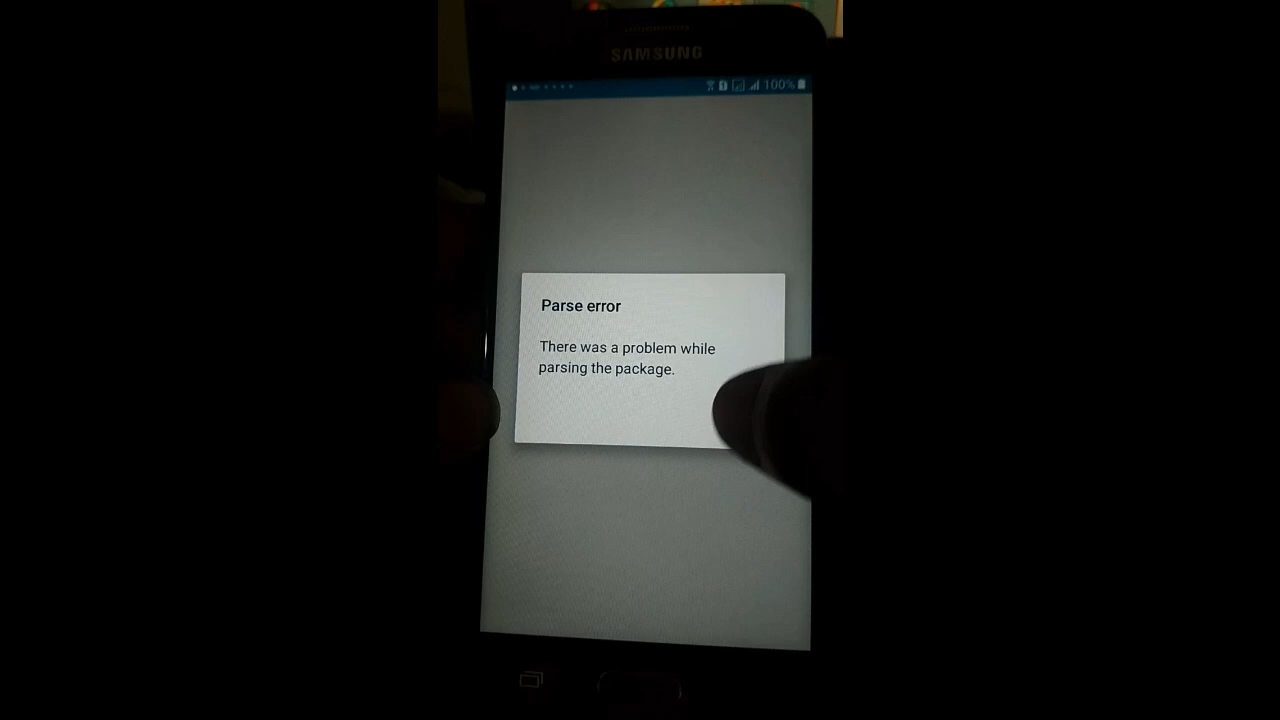 SAMSUNG
100%
Parse error
There was a problem while
parsing the package.